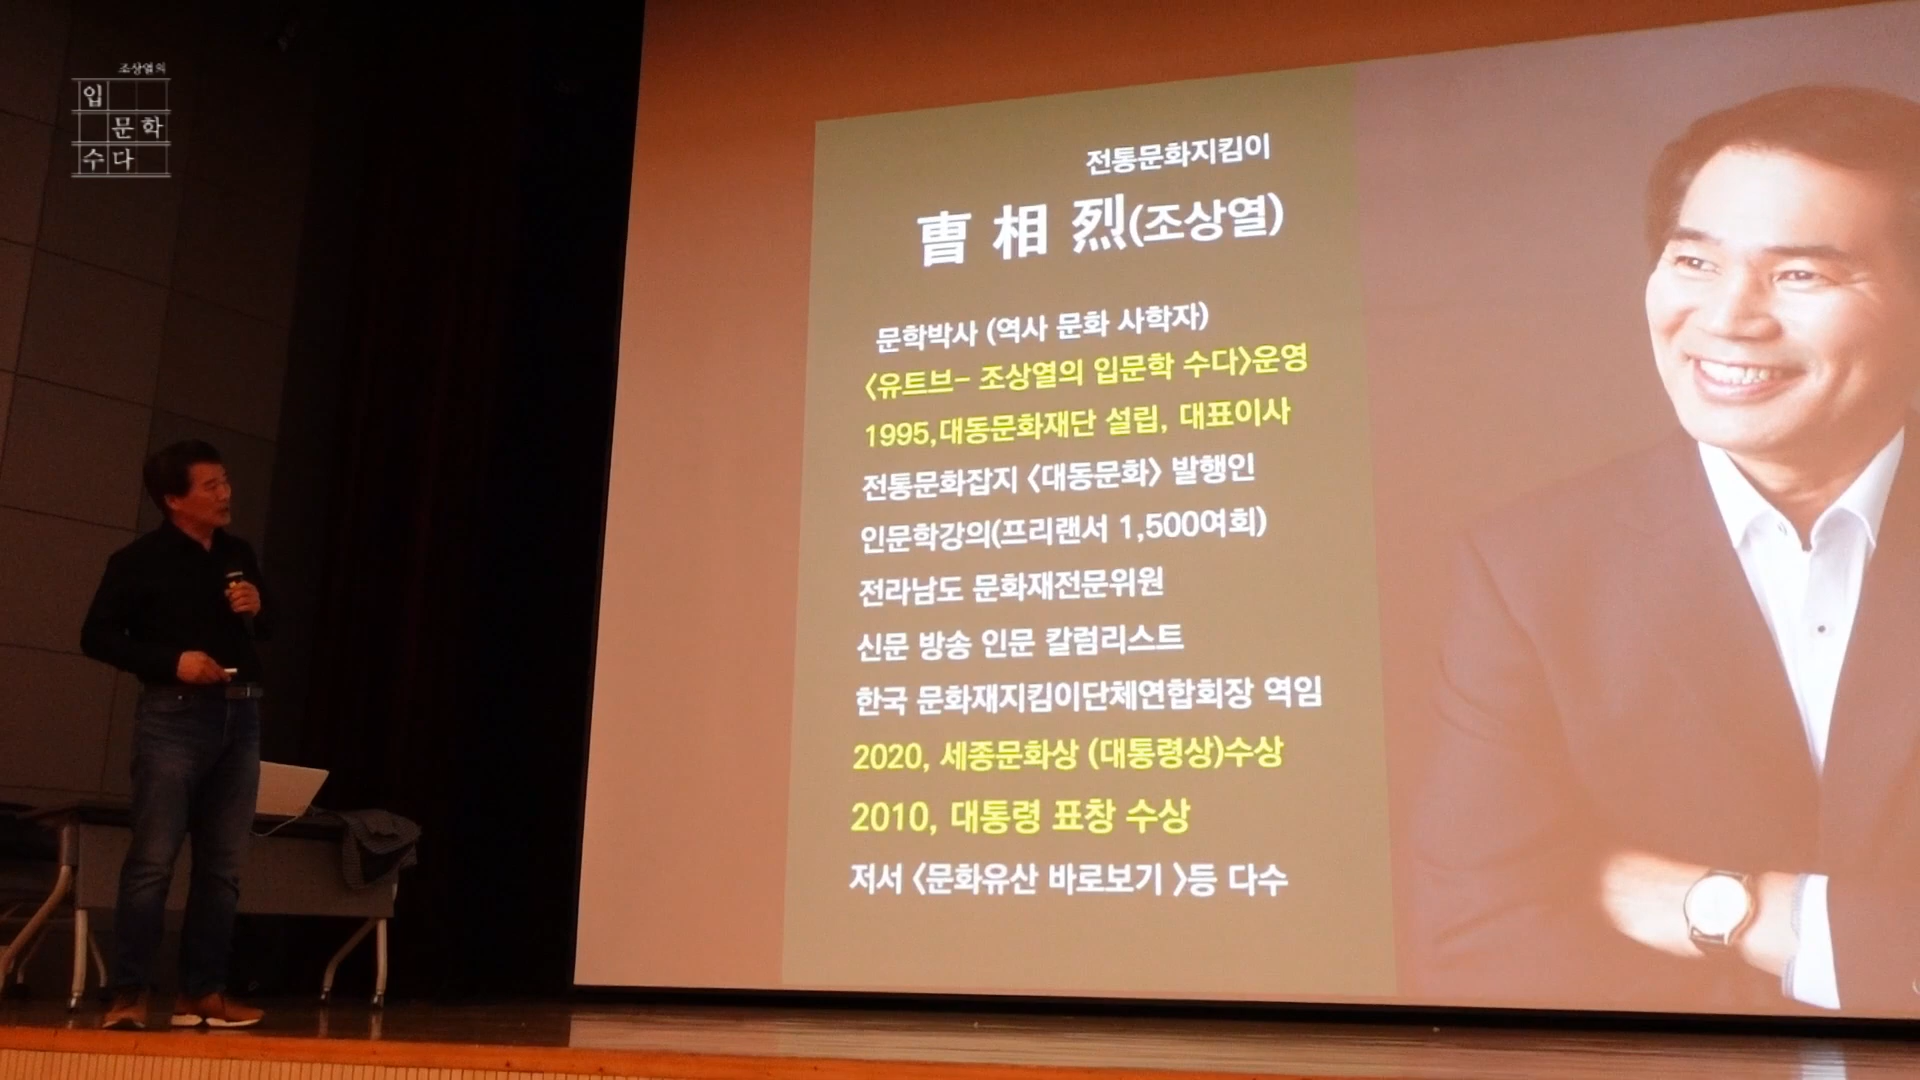 조상열의
입
문학
수다
전통문화지킴이
曺 相 烈(조상열)
문학박사 (역사 문화 사학자)
<유트브- 조상열의 입문학 수다>운영
1995,대동문화재단 설립, 대표이사
전통문화잡지 <대동문화> 발행인
인문학강의(프리랜서 1,500여회)
전라남도 문화재전문위원
신문 방송 인문 칼럼리스트
한국 문화재지킴이단체연합회장 역임
2020, 세종문화상 (대통령상)수상
2010, 대통령 표창 수상
저서 <문화유산 바로보기 >등 다수